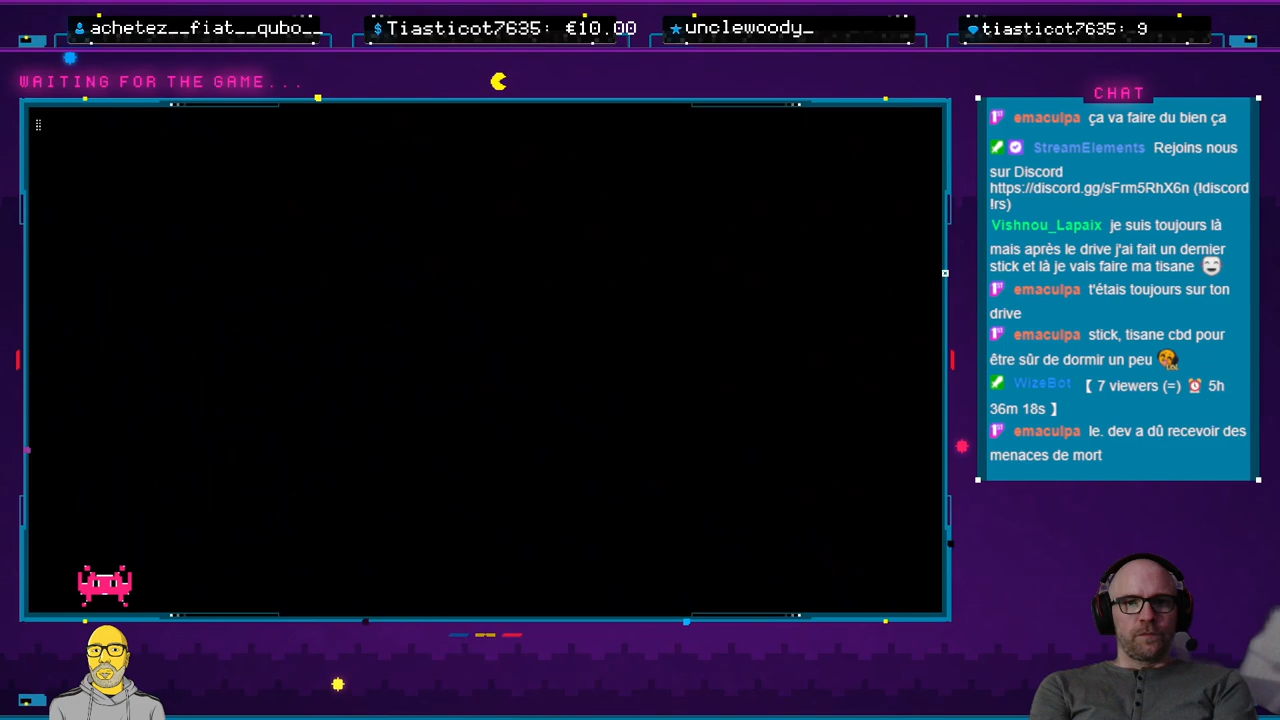 achetez__fiat__qubo__
Tiasticot7635: €10.00
unclewoody_
tiasticot7635: 9
WAITING FOR THE GAME...
CHAT
emaculpa ça va faire du bien ça
StreamElements Rejoins nous
sur Discord
https://discord.gg/sFrm5RhX6n (!discord
!rs)
Vishnou_Lapaix je suis toujours là
mais après le drive j'ai fait un dernier
stick et là je vais faire ma tisane
emaculpa t'étais toujours sur ton
drive
emaculpa stick, tisane cbd pour
être sûr de dormir un peu
WizeBot 【 7 viewers (=) ⏰ 5h
36m 18s 】
emaculpa le. dev a dû recevoir des
menaces de mort